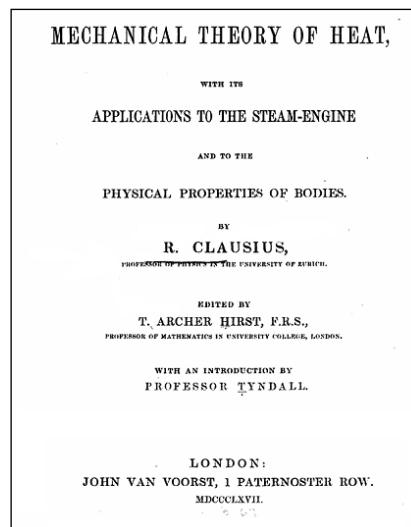 MECHANICAL THEORY OF HEAT,
WITH ITS
APPLICATIONS TO THE STEAM-ENGINE
AND TO THE
PHYSICAL PROPERTIES OF BODIES.
BY
R. CLAUSIUS,
PROFESSOR OF PHYSICS IN THE UNIVERSITY OF ZURICH.
EDITED BY
T. ARCHER HIRST, F.R.S.,
PROFESSOR OF MATHEMATICS IN UNIVERSITY COLLEGE, LONDON.
WITH AN INTRODUCTION BY
PROFESSOR TYNDALL.
LONDON:
JOHN VAN VOORST, 1 PATERNOSTER ROW.
MDCCCLXVII.